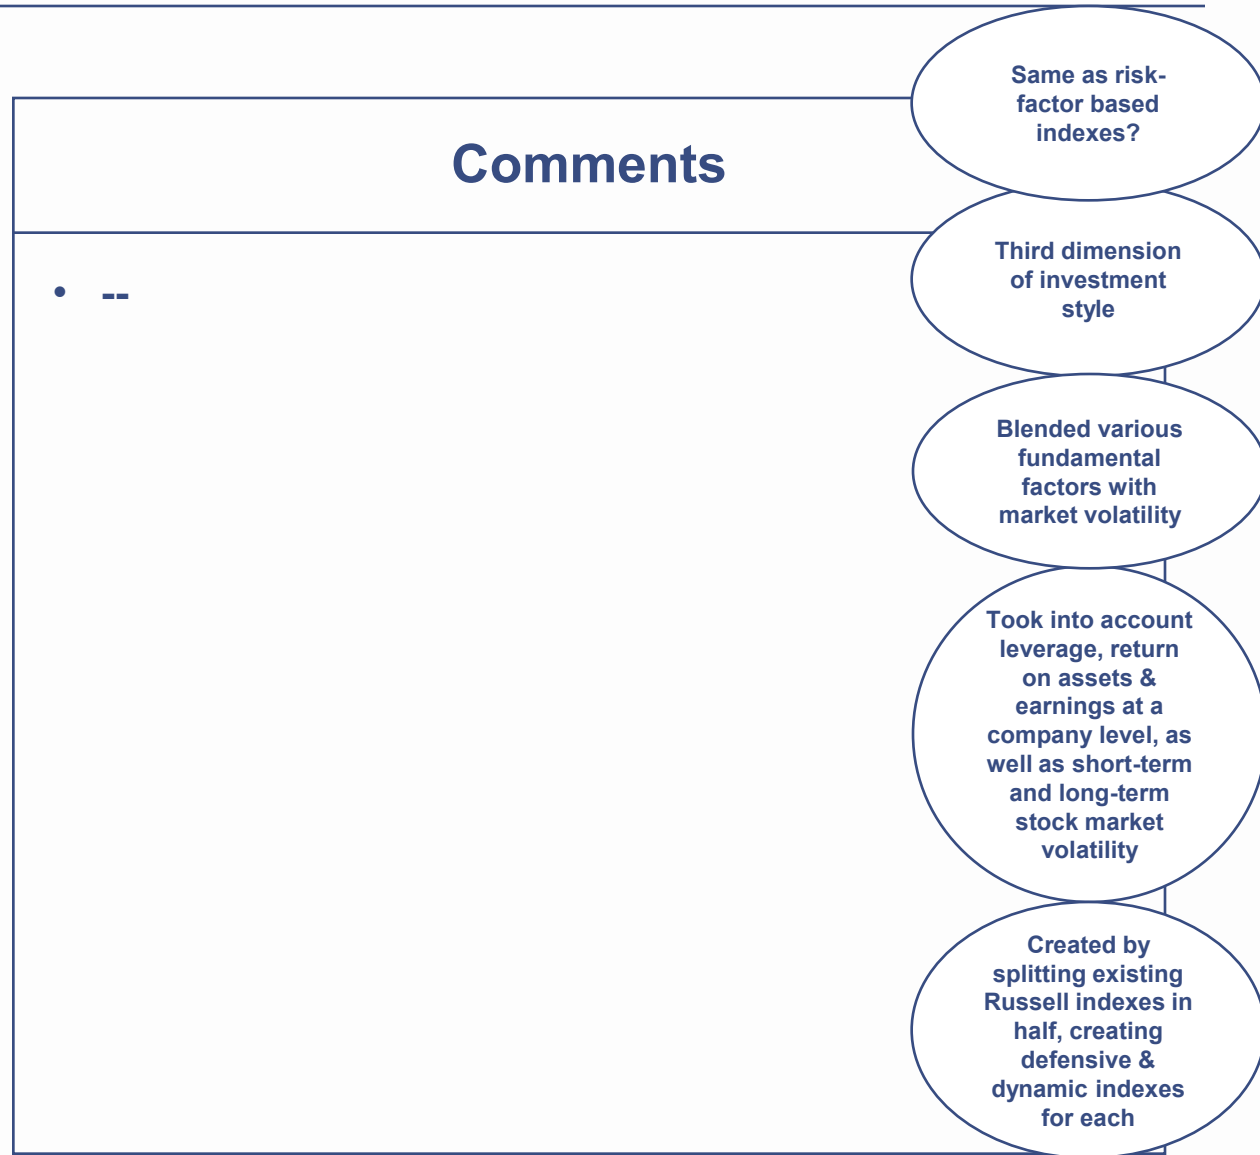 Comments
• --
Same as risk-
factor based
indexes?
Third dimension
of investment
style
Blended various
fundamental
factors with
market volatility
Took into account
leverage, return
on assets &
earnings at a
company level, as
well as short-term
and long-term
stock market
volatility
Created by
splitting existing
Russell indexes in
half, creating
defensive &
dynamic indexes
for each